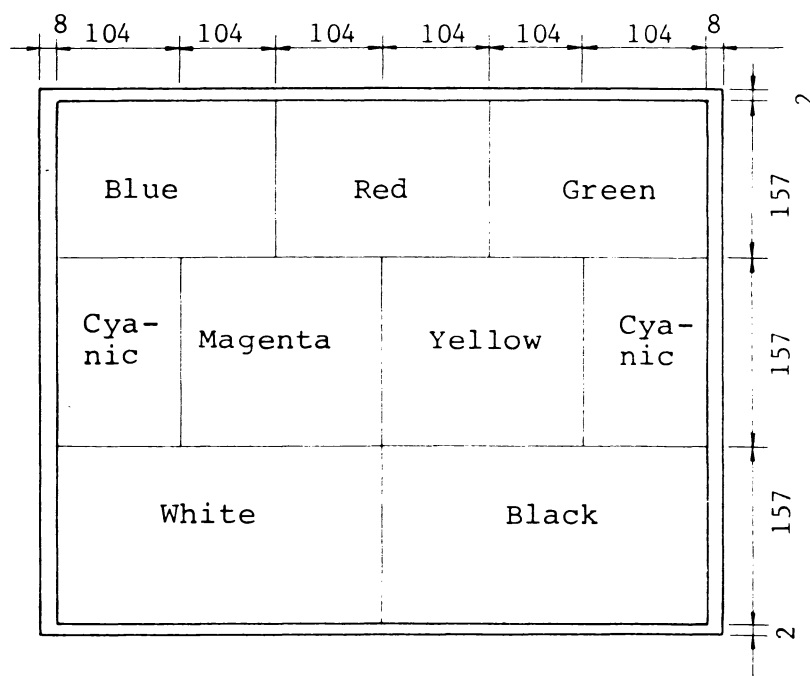 8 104 104 104 104 104 8
2
Blue Red Green
157
Cya-
nic
Magenta
Yellow
Cya-
nic
157
White Black
157
2